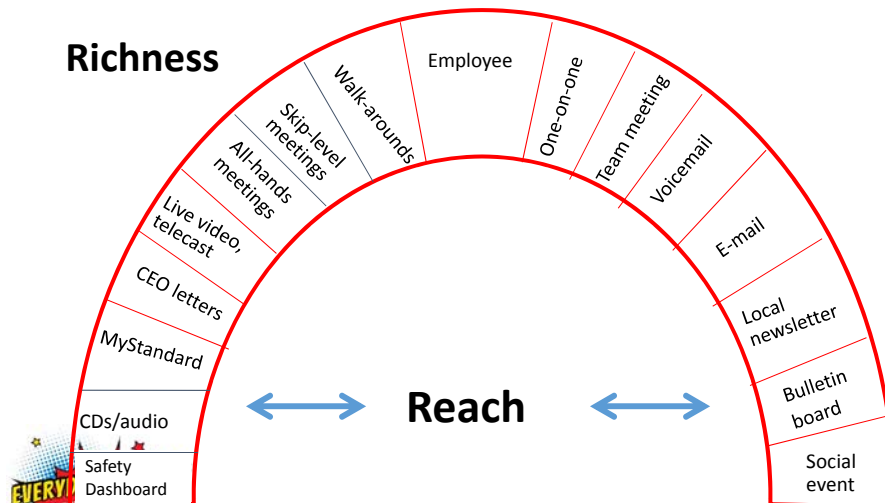 Richness
Employee
Walk-arounds
Skip-level
meetings
All-hands
meetings
Live video,
telecast
CEO letters
MyStandard
CDs/audio
Safety
Dashboard
One-on-one
Team meeting
Voicemail
E-mail
Local
newsletter
Bulletin
board
Social
event
Reach
EVERY